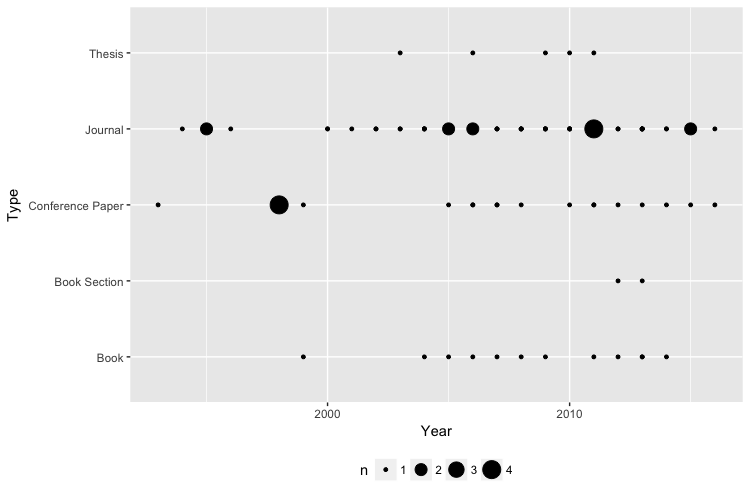 Thesis
Journal
Conference Paper
Book Section
Book
Type
2000 2010
Year
n 1 2 3 4